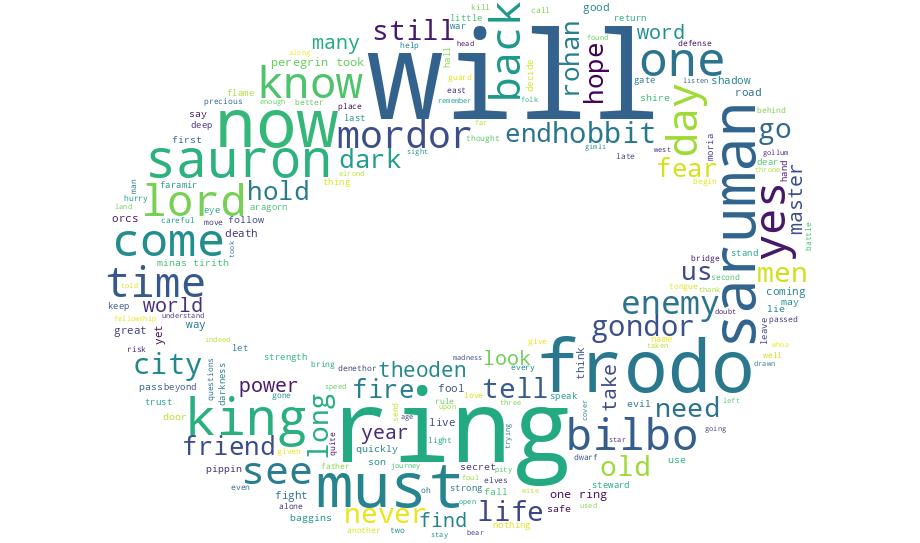 kill
call
good
little
war
return
still
back
many
help
head
hall
rohan
found
word
defense
one
along
peregrin took
will
hope
know
guard
decide
gate
listen
shadow
flame
east
shire
road
precious
enough
better
place
remember
folk
day
behind
say
deep
now
last
far
go
first
mordor
thought
end
hobbit
moria
sauron
dark
sight
gimli
late
west
gollum
elrond
fear
dear
hand
man
faramir
thing
begin
throne
hurry
lord
hold
saruman
yes
master
land
careful
eye
aragorn
orcs
move
follow
death
battle
come
took
minas tirith
bridge
stand
us
second
men
told
time
tongue
thank
coming
keep
world
enemy
may
fellowship
understand
doubt
lie
great
way
gondor
leave
passed
risk
yet
indeed
give
name
taken
whoa
let
well
city
questions
strength
madness
look
drawn
denethor
every
frodo
think
bring
theoden
pass
beyond
darkness
power
gone
speed
fire
fool
love
tell
speak
take
left
trust
rule
upon
three
evil
need
door
king
long
send
age
live
ring
cover
year
light
trying
bilbo
star
going
friend
given
quite
quickly
son
dwarf
pippin
see
father
journey
secret
pity
old
use
even
foul
elves
oh
strong
steward
fight
must
open
fall
mite
one ring
alone
never
life
safe
used
baggins
find
nothing
another
two
stay
bear